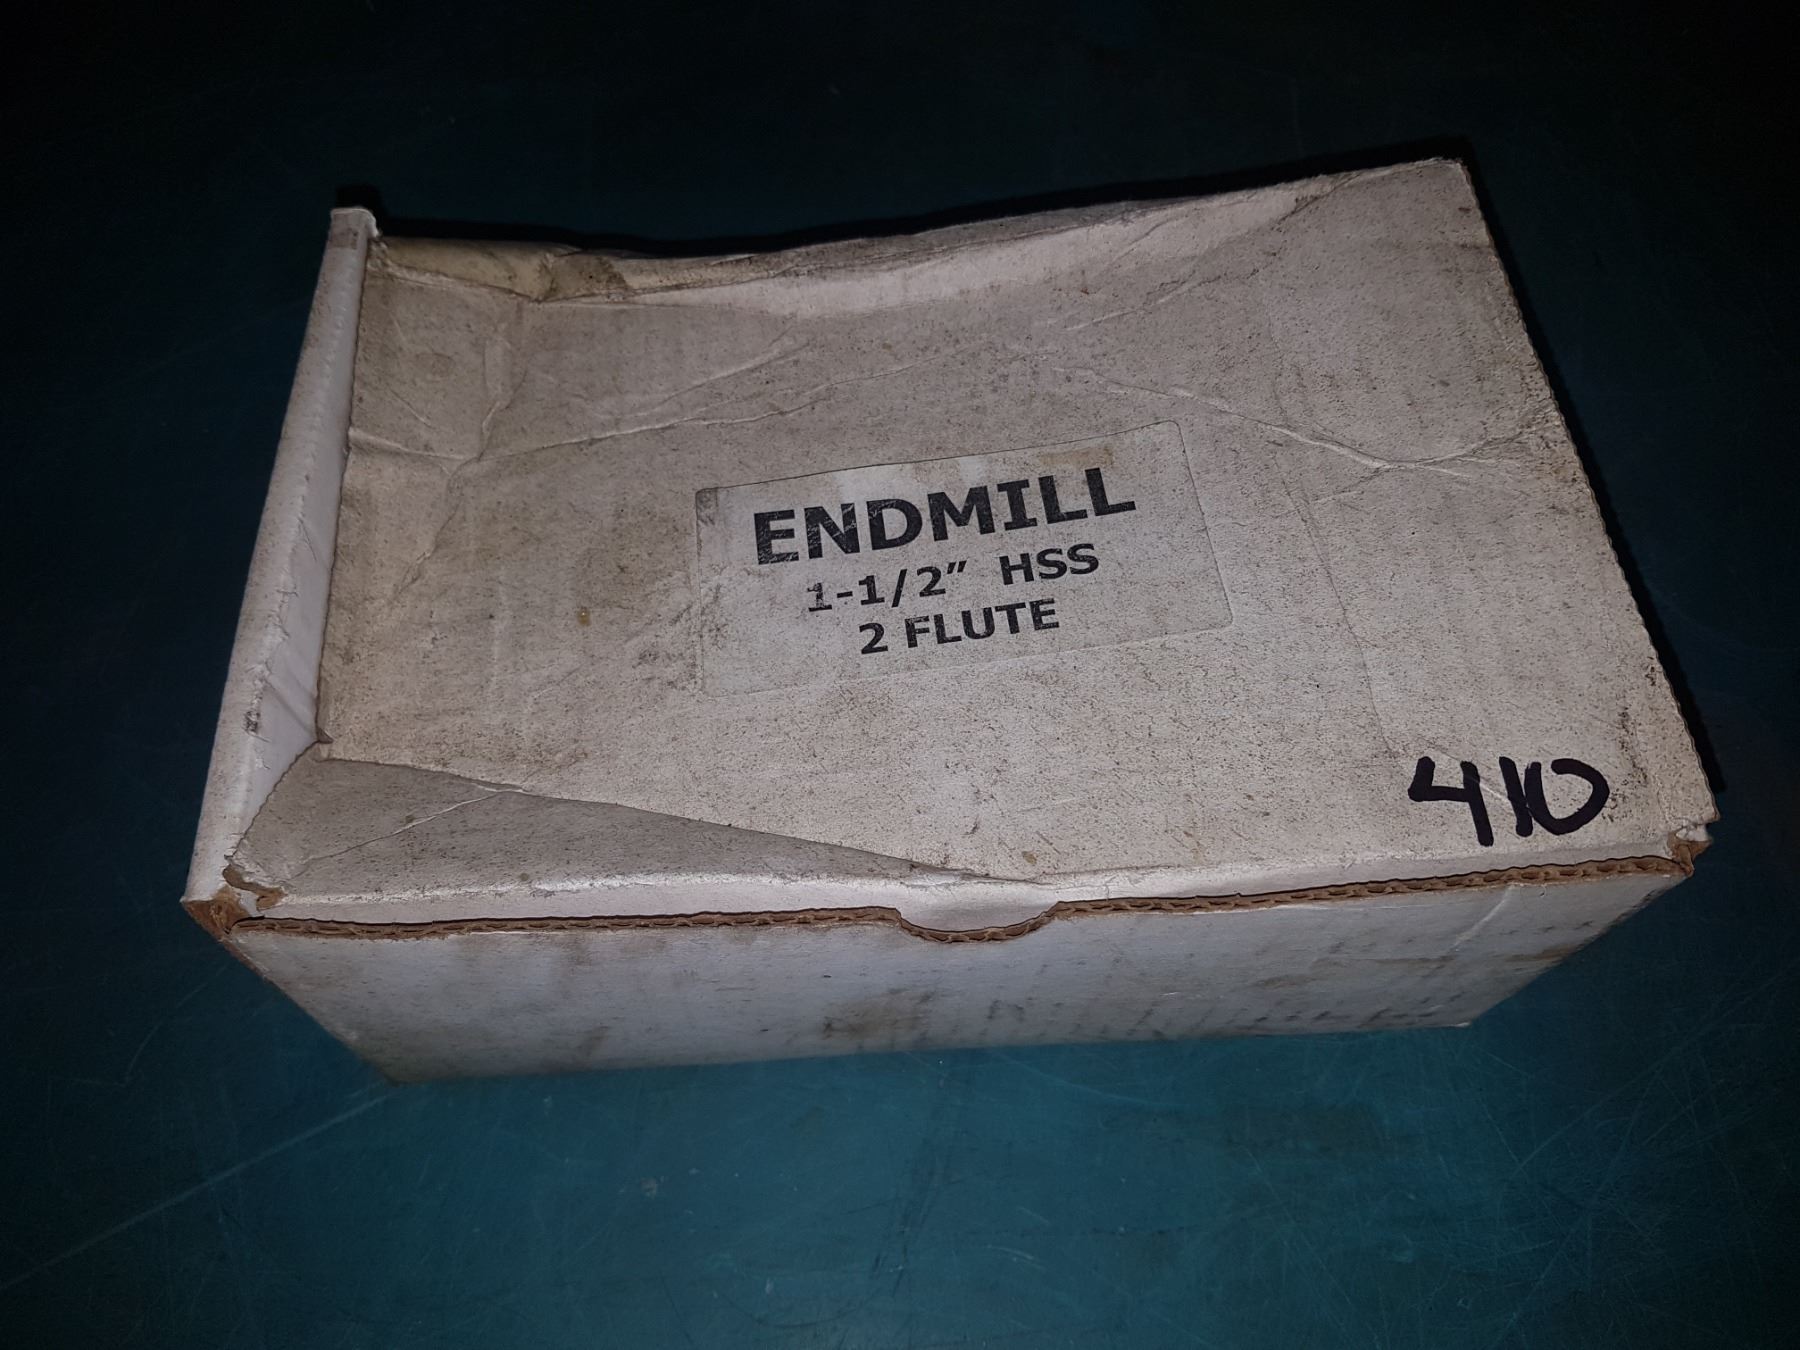 ENDMILL
1-1/2" HSS
2 FLUTE
410